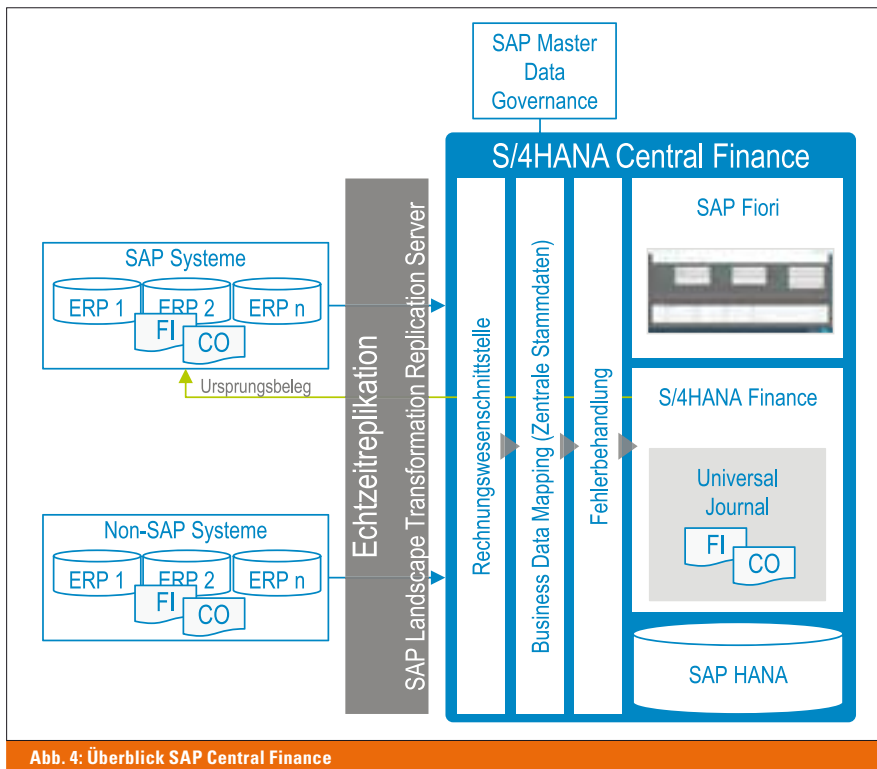 SAP Master
Data
Governance
S/4HANA Central Finance
SAP Systeme
ERP 1
ERP 2
ERP n
FI
CO
Ursprungsbeleg
Non-SAP Systeme
ERP 1
ERP 2
ERP n
FI
CO
Echtzeitreplikation
SAP Landscape Transformation Replication Server
Rechnungswesenschnittstelle
Business Data Mapping (Zentrale Stammdaten)
Fehlerbehandlung
SAP Fiori
S/4HANA Finance
Universal
Journal
FI
CO
SAP HANA
Abb. 4: Überblick SAP Central Finance